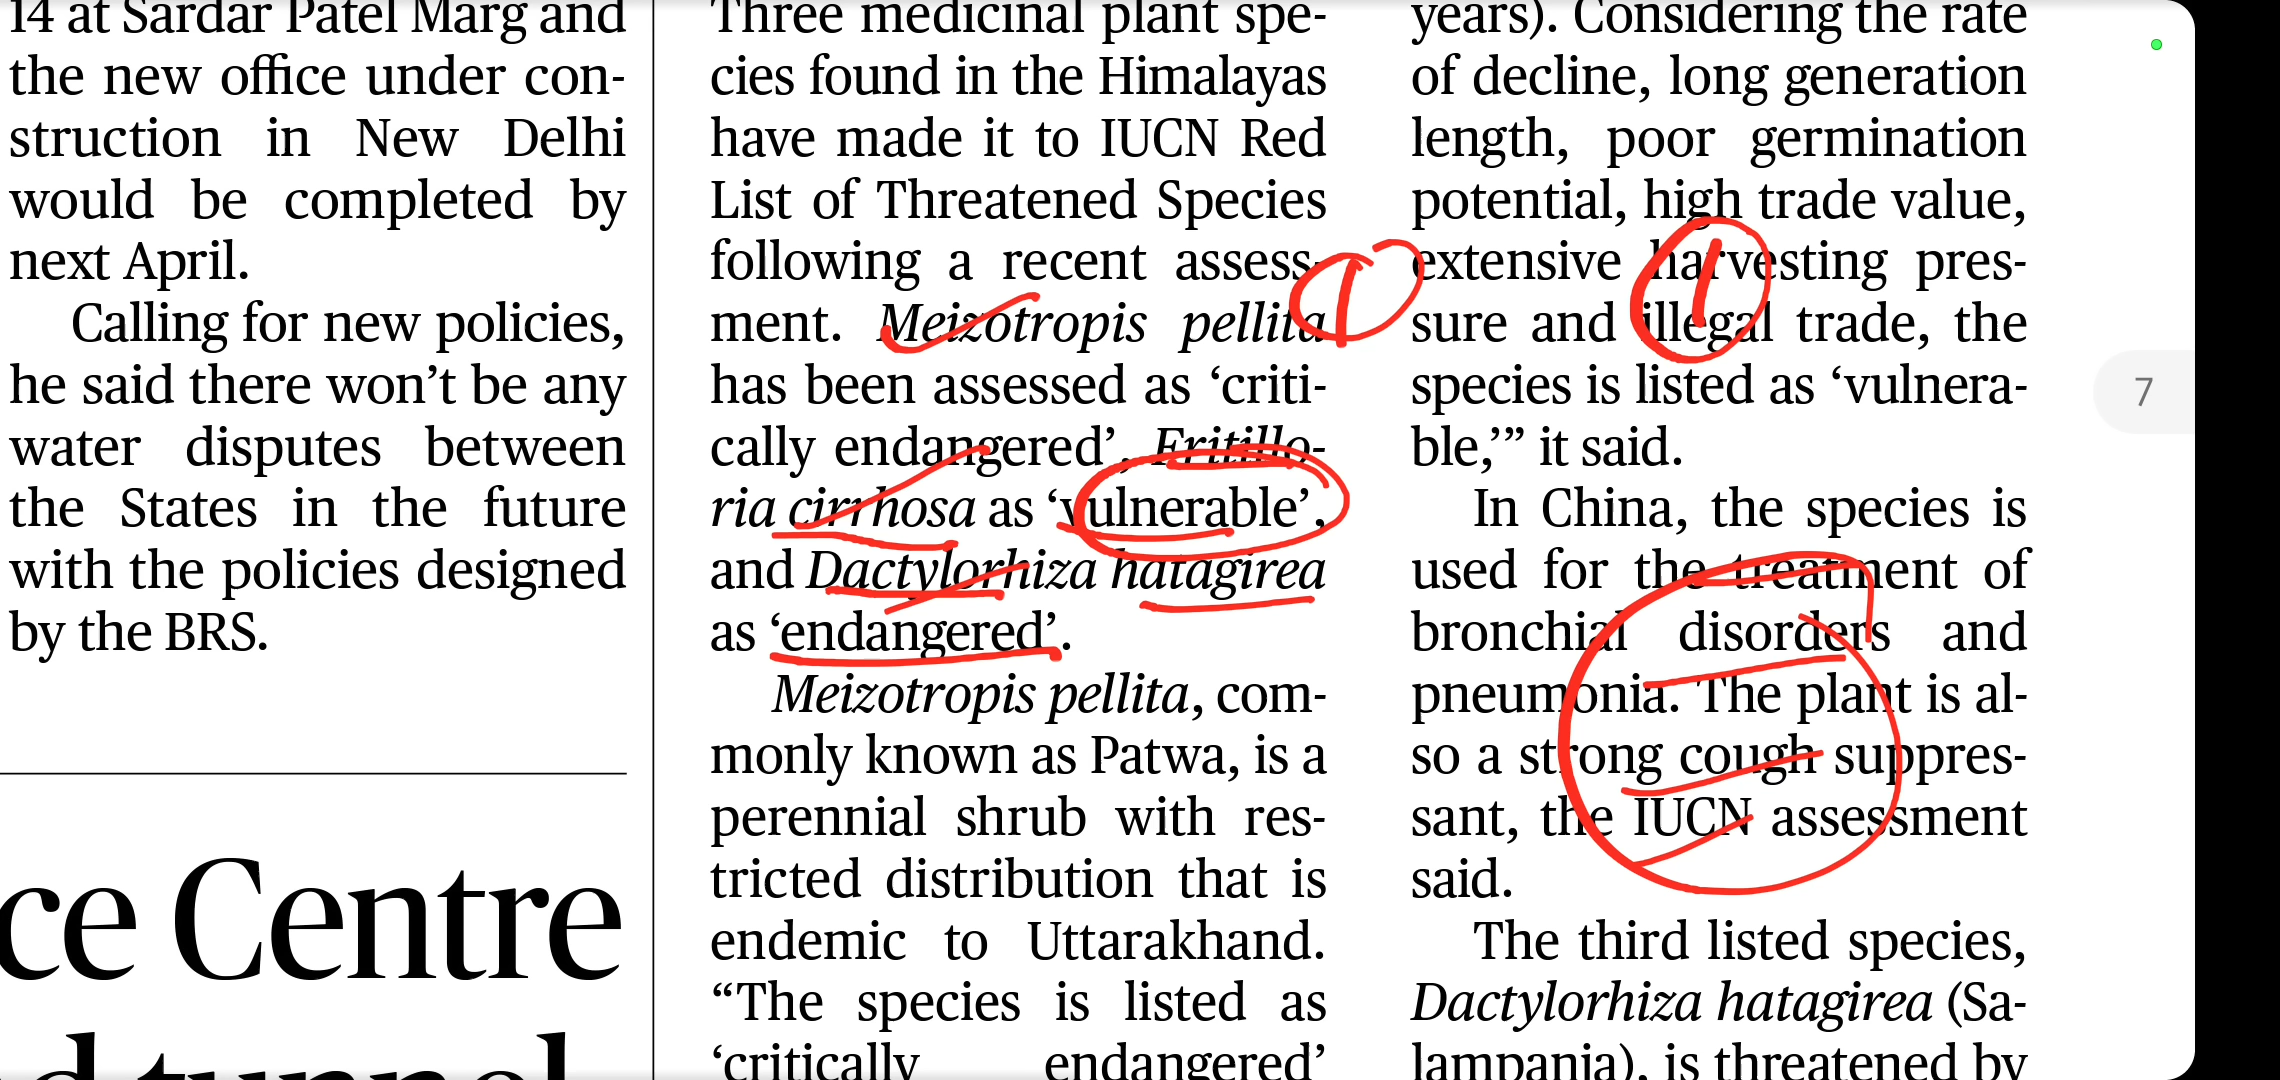 14 at Sardar Patel Marg and
the new office under con-
struction in New Delhi
would be completed by
next April.
Calling for new policies,
he said there won’t be any
water disputes between
the States in the future
with the policies designed
by the BRS.
ce Centre
d tunnel
Three medicinal plant spe-
cies found in the Himalayas
have made it to IUCN Red
List of Threatened Species
following a recent assess-
ment. Meizotropis pellita
has been assessed as ‘criti-
cally endangered’, Fritillo-
ria cirrhosa as ‘vulnerable’,
and Dactylorhiza hatagirea
as ‘endangered’.
Meizotropis pellita, com-
monly known as Patwa, is a
perennial shrub with res-
tricted distribution that is
endemic to Uttarakhand.
“The species is listed as
‘critically endangered’
years). Considering the rate
of decline, long generation
length, poor germination
potential, high trade value,
extensive harvesting pres-
sure and illegal trade, the
species is listed as ‘vulnera-
ble,’” it said.
In China, the species is
used for the treatment of
bronchial disorders and
pneumonia. The plant is al-
so a strong cough suppres-
sant, the IUCN assessment
said.
The third listed species,
Dactylorhiza hatagirea (Sa-
lampanja), is threatened by
7